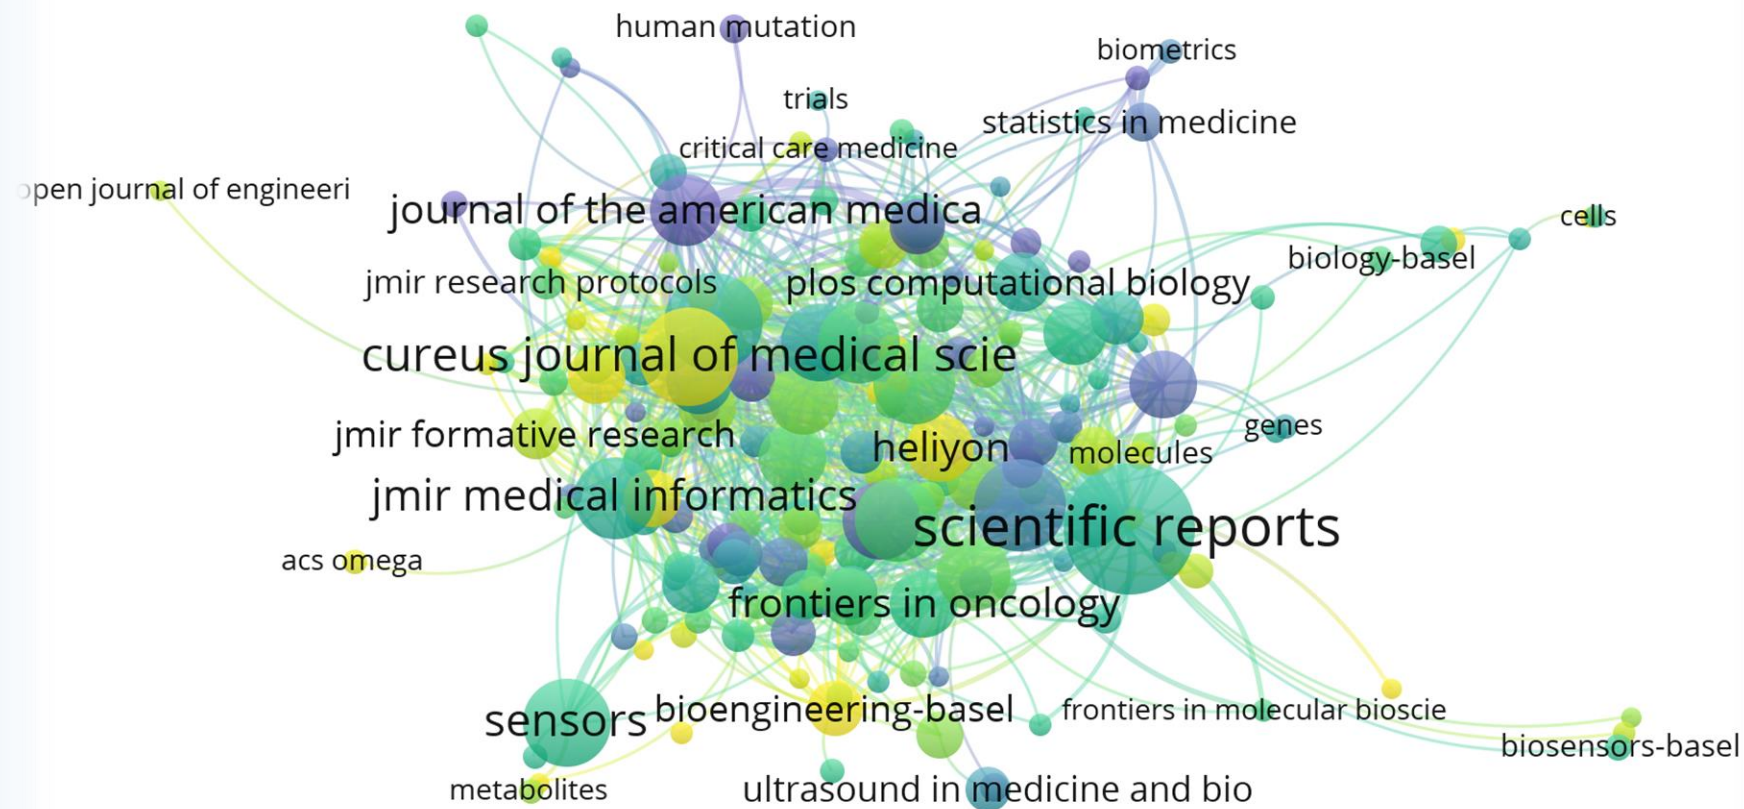 human mutation
biometrics
trials
statistics in medicine
critical care medicine
open journal of engineeri
journal of the american medica
cells
biology-basel
jmir research protocols
plos computational biology
cureus journal of medical scie
genes
jmir formative research
heliyon
molecules
jmir medical informatics
scientific reports
acs omega
frontiers in oncology
sensors
bioengineering-basel
frontiers in molecular bioscie
biosensors-basel
metabolites
ultrasound in medicine and bio